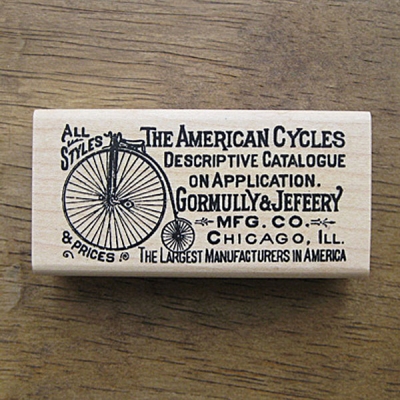 ALL
STYLES
& PRICES
THE AMERICAN CYCLES
DESCRIPTIVE CATALOGUE
ON APPLICATION.
GORMULLY & JEFEERY
MFG. CO.
CHICAGO, ILL.
THE LARGEST MANUFACTURERS IN AMERICA